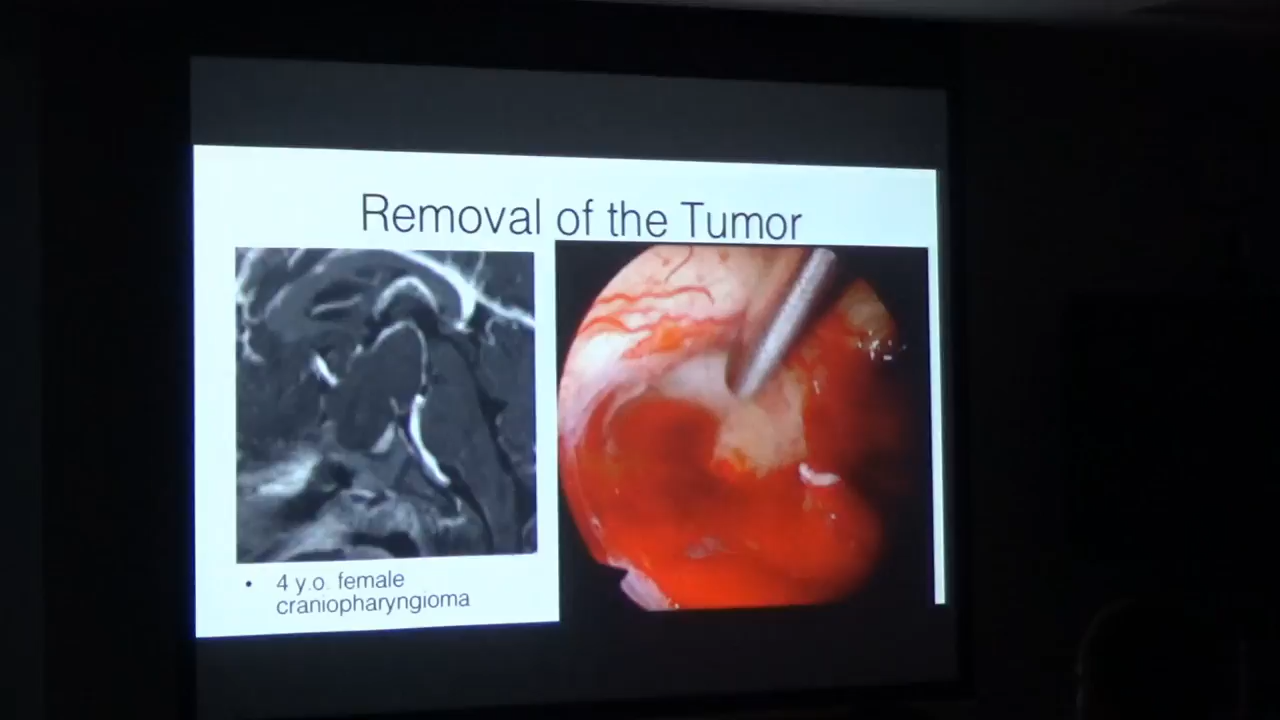 Removal of the Tumor
• 4 y.o. female
craniopharyngioma